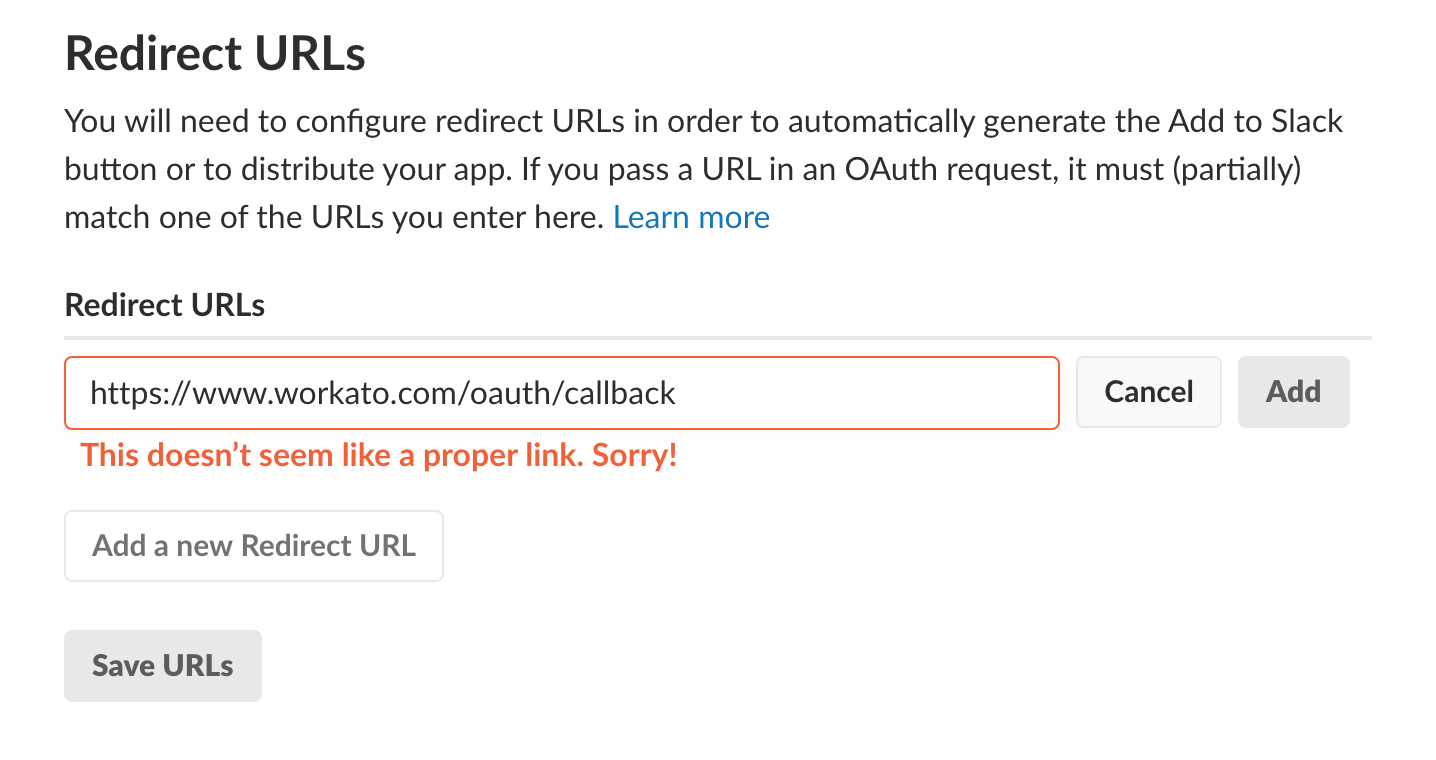 Redirect URLs
You will need to configure redirect URLs in order to automatically generate the Add to Slack
button or to distribute your app. If you pass a URL in an OAuth request, it must (partially)
match one of the URLs you enter here. Learn more
Redirect URLs
https://www.workato.com/oauth/callback
Cancel
Add
This doesn’t seem like a proper link. Sorry!
Add a new Redirect URL
Save URLs